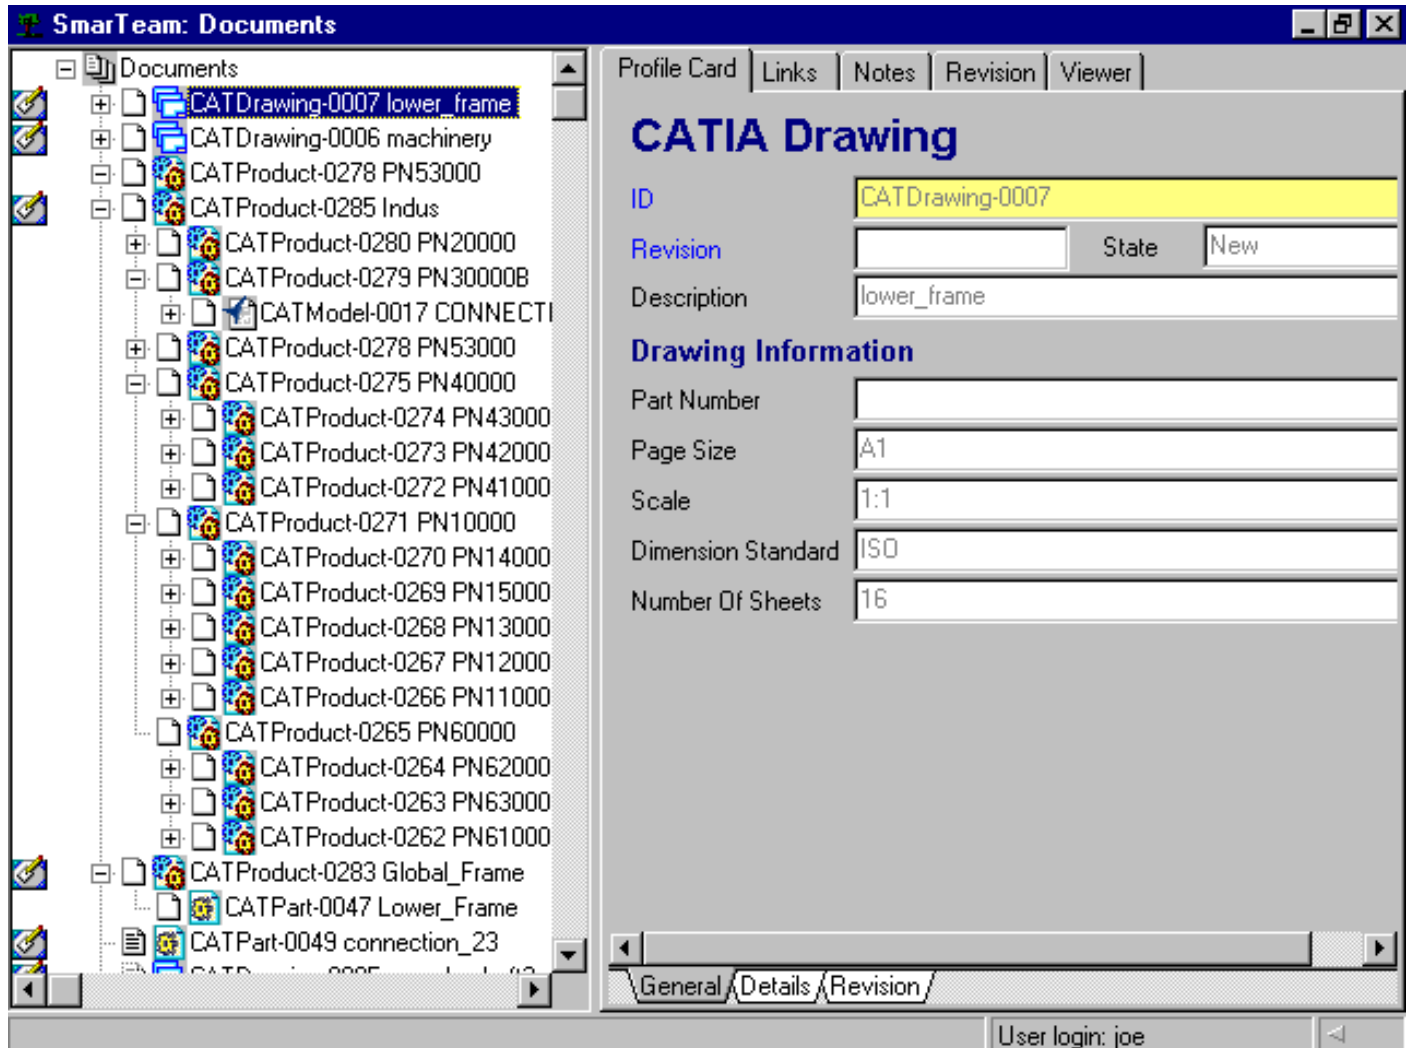 SmarTeam: Documents
Documents
CATDrawing-0007 lower_frame
CATDrawing-0006 machinery
CATProduct-0278 PN53000
CATProduct-0285 Indus
CATProduct-0280 PN20000
CATProduct-0279 PN30000B
CATModel-0017 CONNECTI
CATProduct-0278 PN53000
CATProduct-0275 PN40000
CATProduct-0274 PN43000
CATProduct-0273 PN42000
CATProduct-0272 PN41000
CATProduct-0271 PN10000
CATProduct-0270 PN14000
CATProduct-0269 PN15000
CATProduct-0268 PN13000
CATProduct-0267 PN12000
CATProduct-0266 PN11000
CATProduct-0265 PN60000
CATProduct-0264 PN62000
CATProduct-0263 PN63000
CATProduct-0262 PN61000
CATProduct-0283 Global_Frame
CATPart-0047 Lower_Frame
CATPart-0049 connection_23
Profile Card Links Notes Revision Viewer
CATIA Drawing
ID CATDrawing-0007
Revision State New
Description lower_frame
Drawing Information
Part Number
Page Size A1
Scale 1:1
Dimension Standard ISO
Number Of Sheets 16
General Details Revision
User login: joe